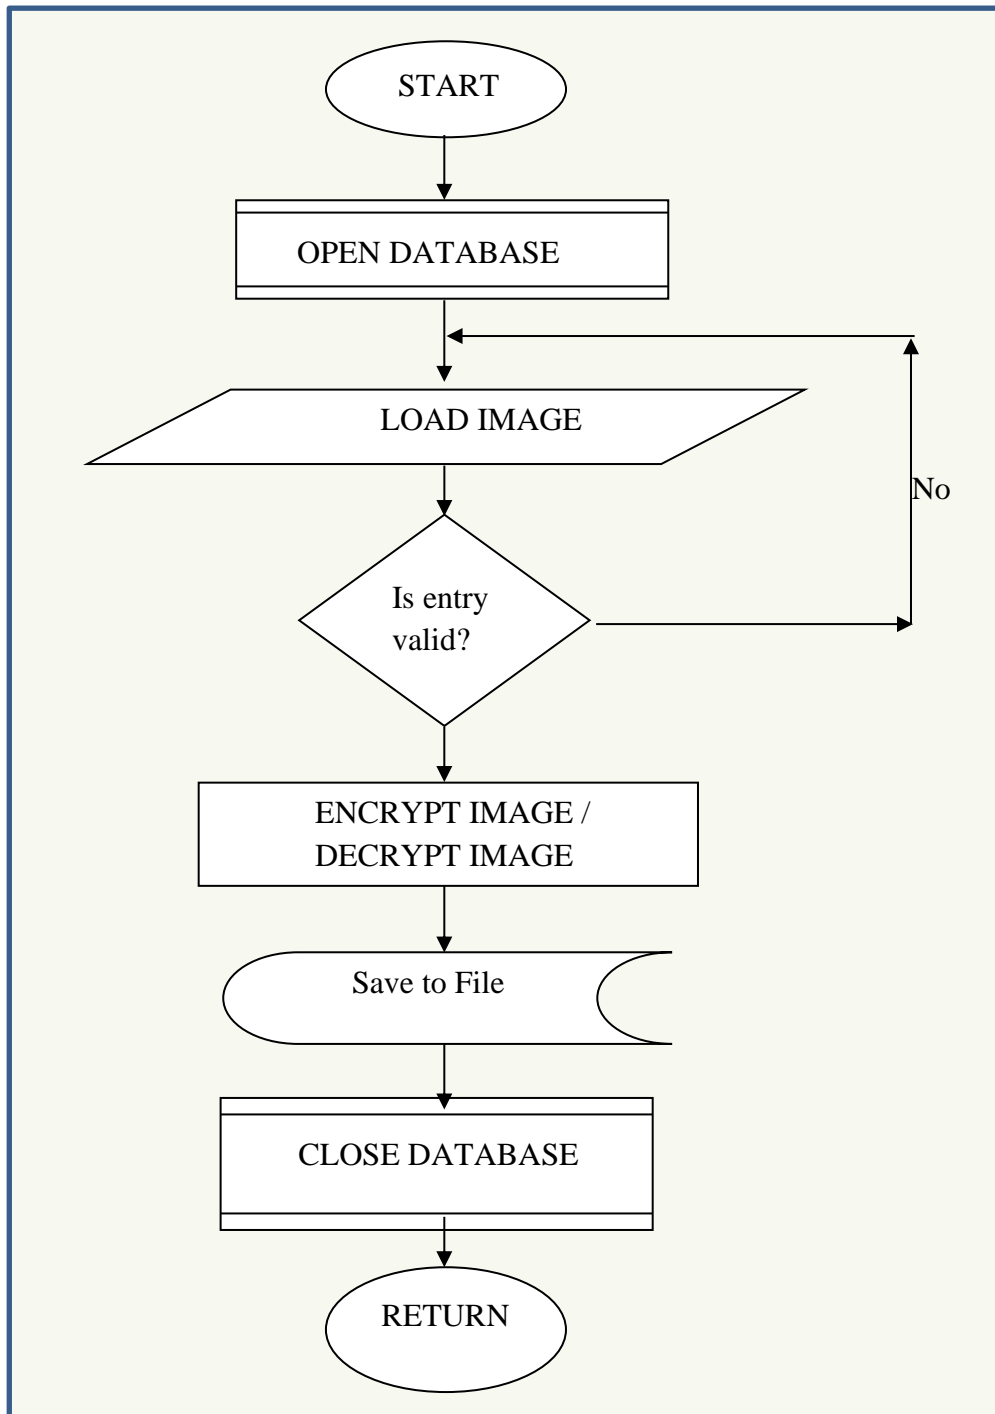 START
OPEN DATABASE
LOAD IMAGE
No
Is entry
valid?
ENCRYPT IMAGE /
DECRYPT IMAGE
Save to File
CLOSE DATABASE
RETURN